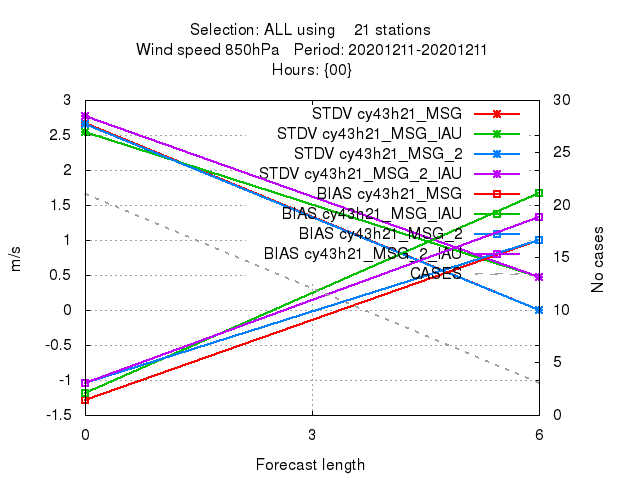 Selection: ALL using    21 stations
Wind speed 850hPa   Period: 20201211-20201211
Hours: {00}
3
2.5
2
1.5
1
0.5
0
-0.5
-1
-1.5
m/s
30
25
20
15
10
5
0
No cases
STDV cy43h21_MSG
STDV cy43h21_MSG_IAU
STDV cy43h21_MSG_2
STDV cy43h21_MSG_2_IAU
BIAS cy43h21_MSG
BIAS cy43h21_MSG_IAU
BIAS cy43h21_MSG_2
BIAS cy43h21_MSG_2_IAU
CASES
0 3 6
Forecast length